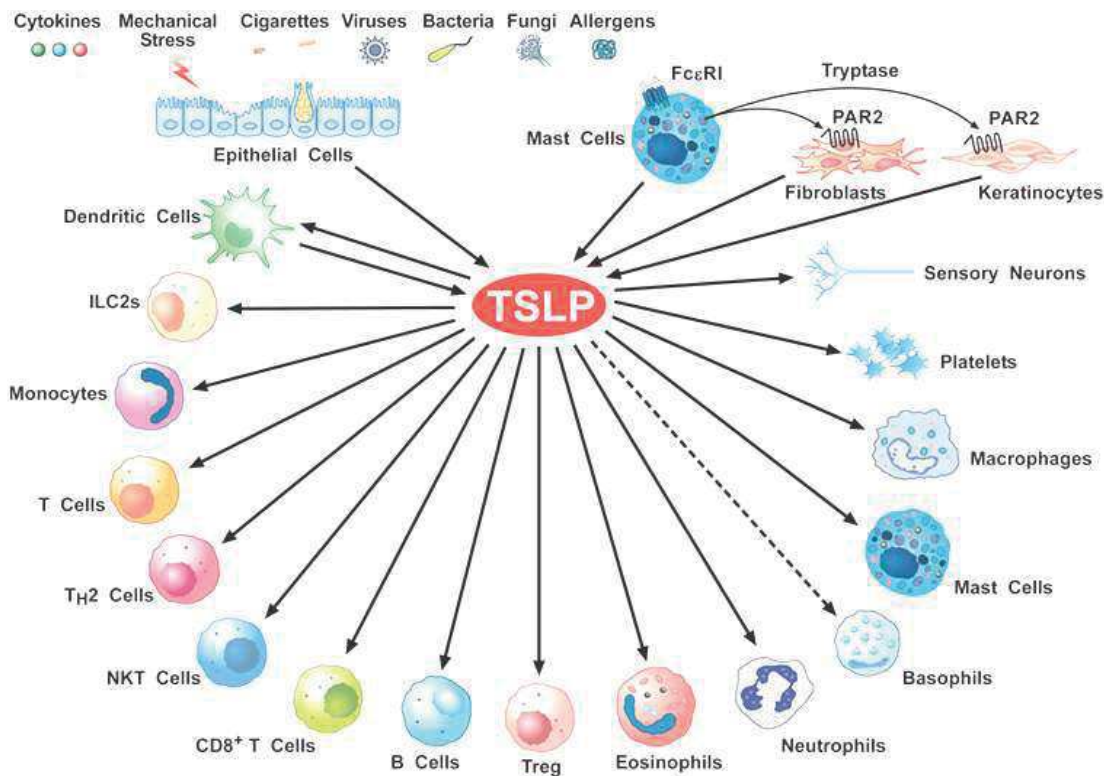 Cytokines
Mechanical
Stress
Cigarettes
Viruses
Bacteria
Fungi
Allergens
FcεRI
Tryptase
Mast Cells
PAR2
PAR2
Epithelial Cells
Fibroblasts
Keratinocytes
Dendritic Cells
Sensory Neurons
ILC2s
TSLP
Platelets
Monocytes
Macrophages
T Cells
Mast Cells
TH2 Cells
NKT Cells
Basophils
CD8+ T Cells
B Cells
Treg
Eosinophils
Neutrophils